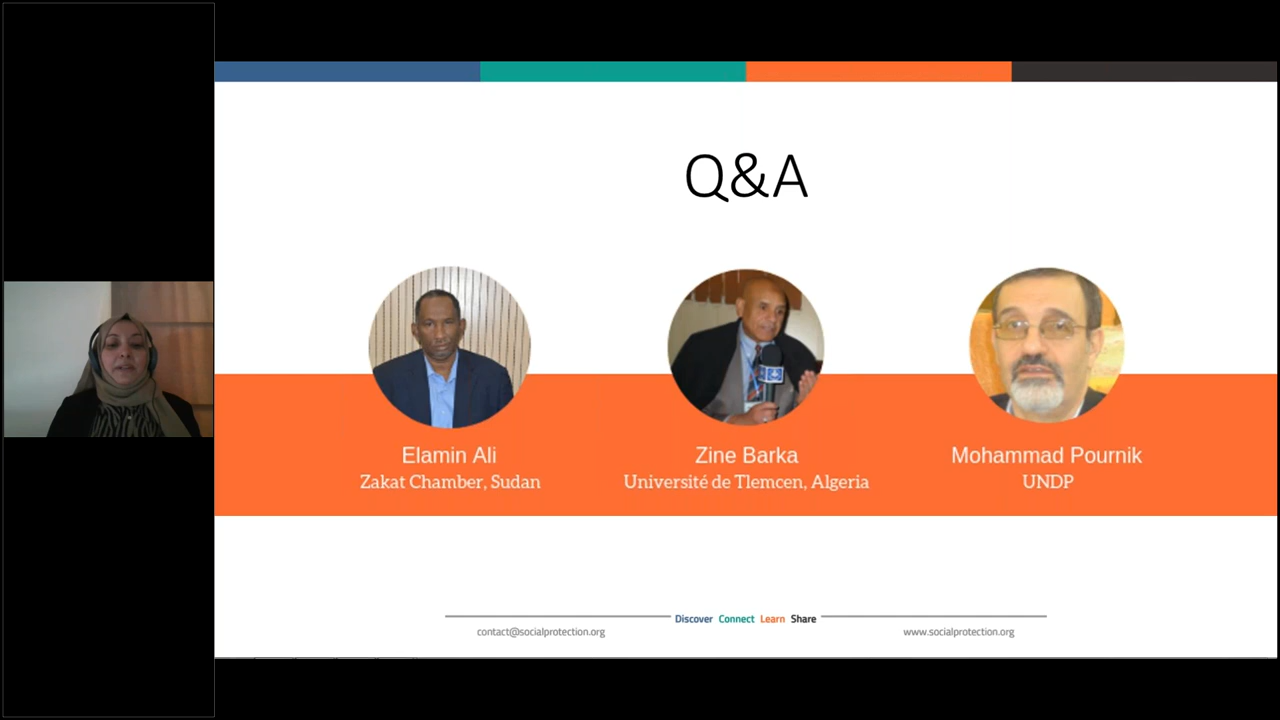 Q&A
Elamin Ali
Zakat Chamber, Sudan
Zine Barka
Université de Tlemcen, Algeria
Mohammad Pournik
UNDP
Discover Connect Learn Share
contact@socialprotection.org
www.socialprotection.org